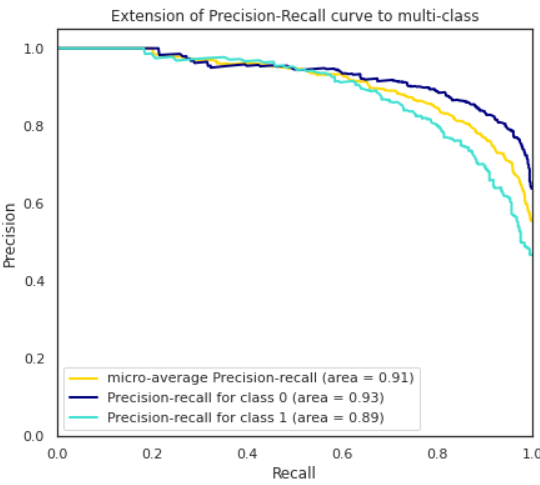 Extension of Precision-Recall curve to multi-class
Precision
1.0
0.8
0.6
0.4
0.2
0.0
micro-average Precision-recall (area = 0.91)
Precision-recall for class 0 (area = 0.93)
Precision-recall for class 1 (area = 0.89)
0.0 0.2 0.4 0.6 0.8 1.0
Recall